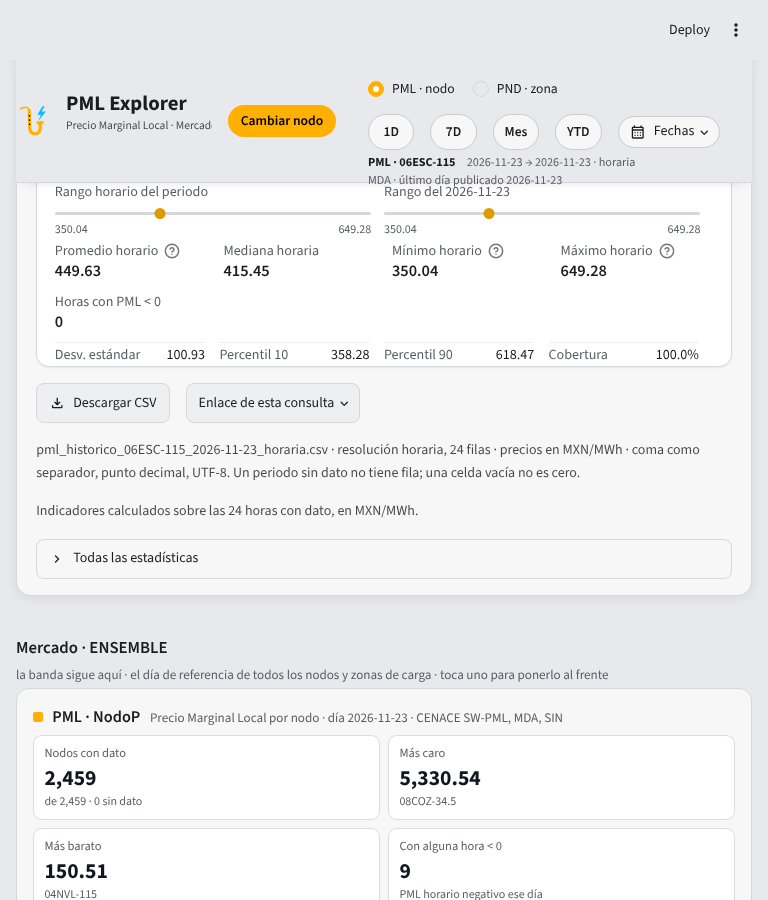 Deploy
PML Explorer
Precio Marginal Local · Mercad
Cambiar nodo
PML · nodo
PND · zona
1D
7D
Mes
YTD
Fechas
PML · 06ESC-115 2026-11-23 → 2026-11-23 · horaria
MDA · último día publicado 2026-11-23
Rango horario del periodo
350.04 649.28
Rango del 2026-11-23
350.04 649.28
Promedio horario
449.63
Mediana horaria
415.45
Mínimo horario
350.04
Máximo horario
649.28
Horas con PML < 0
0
Desv. estándar 100.93
Percentil 10 358.28
Percentil 90 618.47
Cobertura 100.0%
Descargar CSV
Enlace de esta consulta
pml_historico_06ESC-115_2026-11-23_horaria.csv · resolución horaria, 24 filas · precios en MXN/MWh · coma como
separador, punto decimal, UTF-8. Un periodo sin dato no tiene fila; una celda vacía no es cero.
Indicadores calculados sobre las 24 horas con dato, en MXN/MWh.
Todas las estadísticas
Mercado · ENSEMBLE
la banda sigue aquí · el día de referencia de todos los nodos y zonas de carga · toca uno para ponerlo al frente
PML · NodoP Precio Marginal Local por nodo · día 2026-11-23 · CENACE SW-PML, MDA, SIN
Nodos con dato
2,459
de 2,459 · 0 sin dato
Más caro
5,330.54
08COZ-34.5
Más barato
150.51
04NVL-115
Con alguna hora < 0
9
PML horario negativo ese día